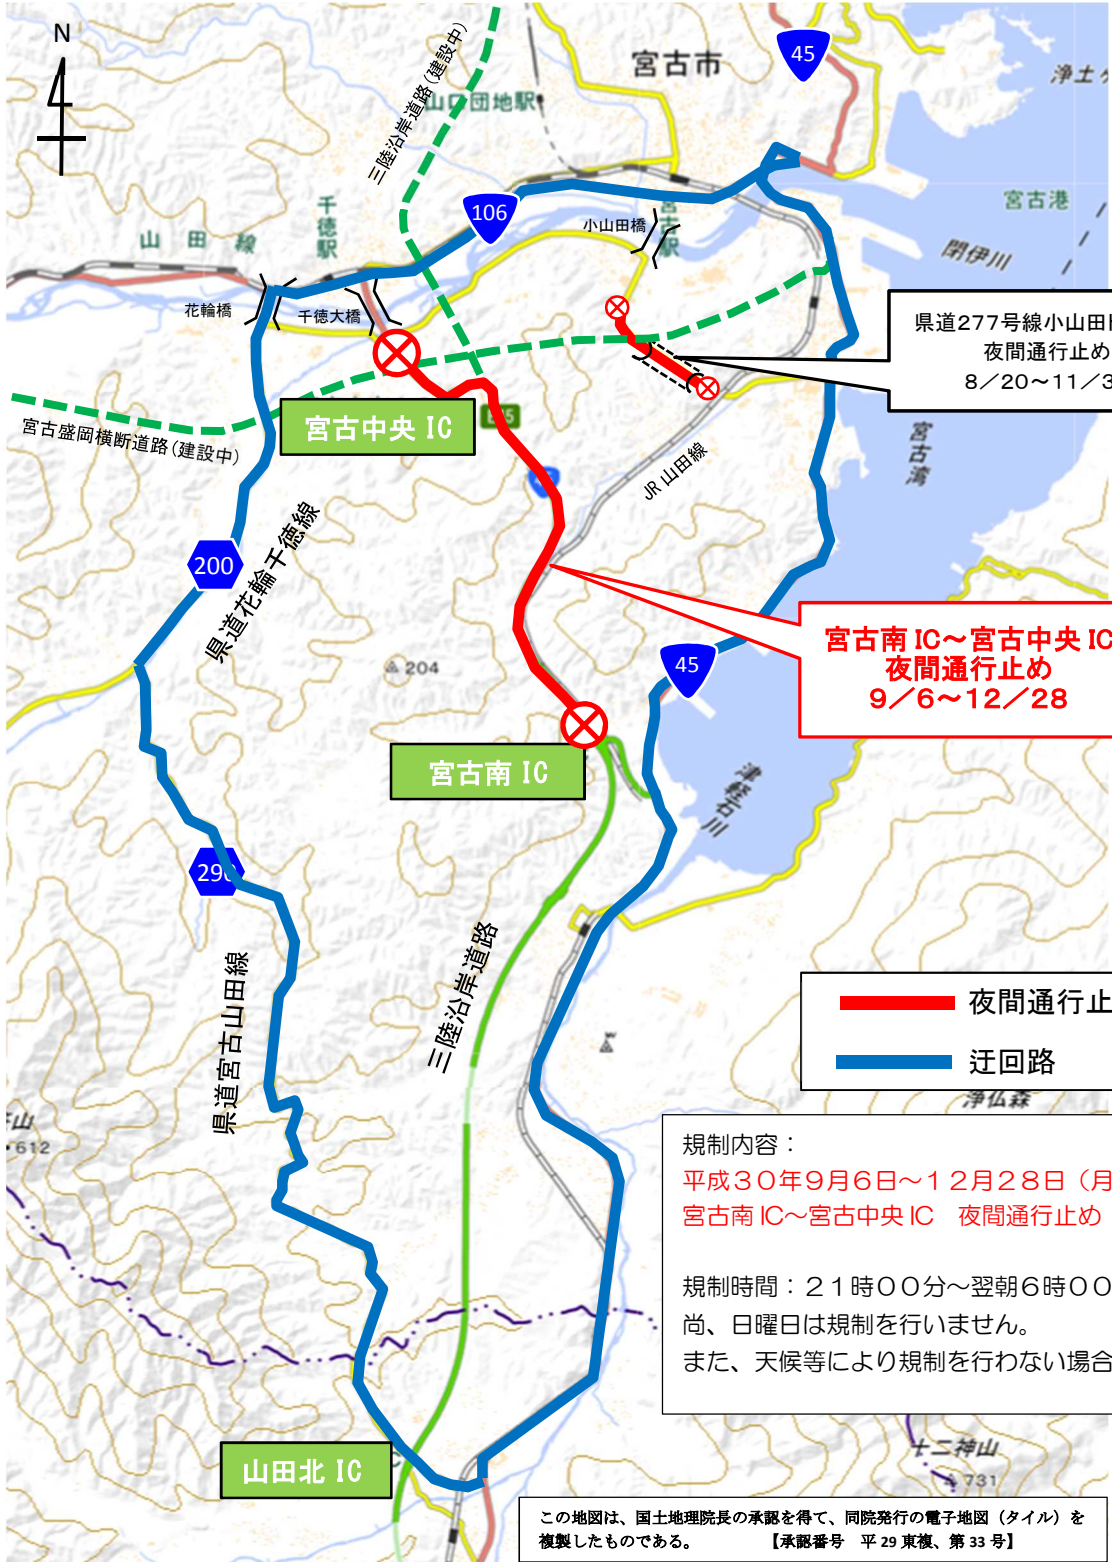 N
45
宮古市
浄土ヶ
三陸沿岸道路(建設中)
山口団地駅
宮古港
106
千徳駅
小山田橋
宮古駅
山田線
閉伊川
花輪橋
千徳大橋
県道277号線小山田
夜間通行止め
8/20～11/3
宮古中央 IC
宮古盛岡横断道路(建設中)
宮古湾
JR 山田線
200
県道花輪千徳線
宮古南 IC～宮古中央 IC
夜間通行止め
9/6～12/28
204
45
宮古南 IC
津軽石川
290
三陸沿岸道路
県道宮古山田線
夜間通行止
迂回路
浄仏森
612
規制内容：
平成30年9月6日～12月28日（月
宮古南 IC～宮古中央 IC　夜間通行止め
規制時間：21時00分～翌朝6時00
尚、日曜日は規制を行いません。
また、天候等により規制を行わない場合
十二神山
731
山田北 IC
この地図は、国土地理院長の承認を得て、同院発行の電子地図（タイル）を
複製したものである。　【承認番号　平 29 東複、第 33 号】